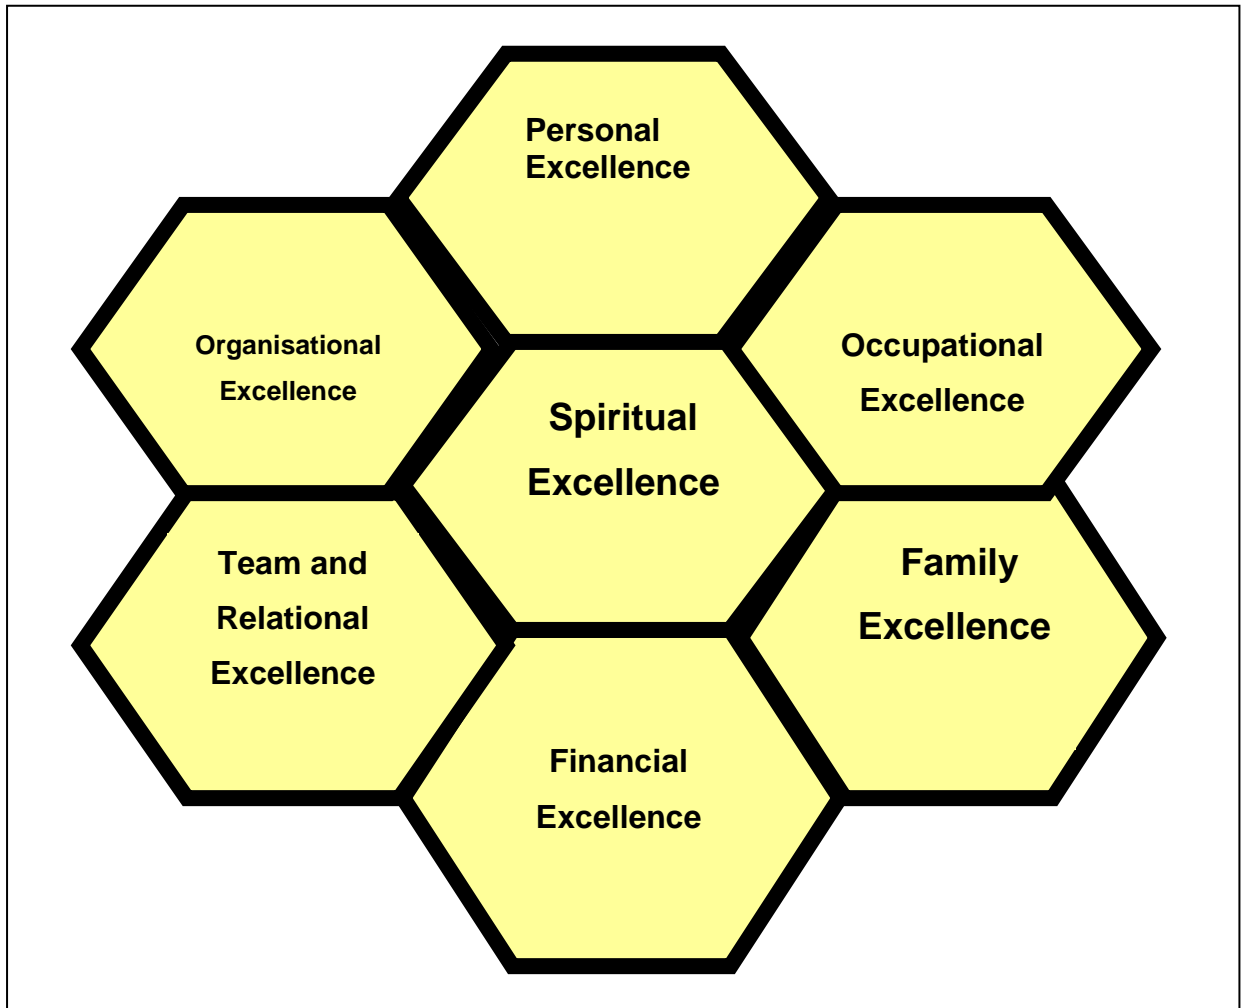 Personal
Excellence
Organisational
Excellence
Occupational
Excellence
Spiritual
Excellence
Team and
Relational
Excellence
Family
Excellence
Financial
Excellence